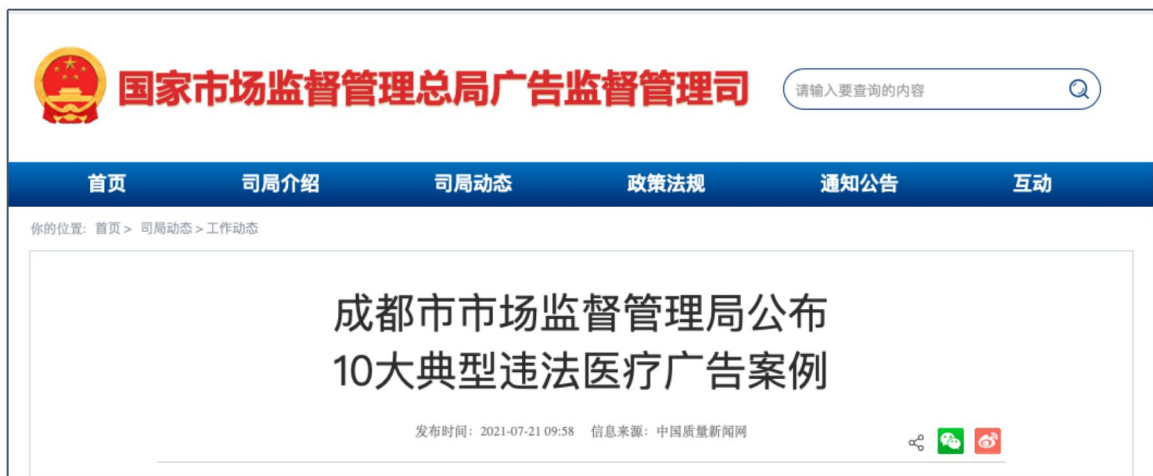 国家市场监督管理总局广告监督管理司
请输入要查询的内容
首页 司局介绍 司局动态 政策法规 通知公告 互动
你的位置: 首页 > 司局动态 > 工作动态
成都市市场监督管理局公布
10大典型违法医疗广告案例
发布时间：2021-07-21 09:58 信息来源：中国质量新闻网